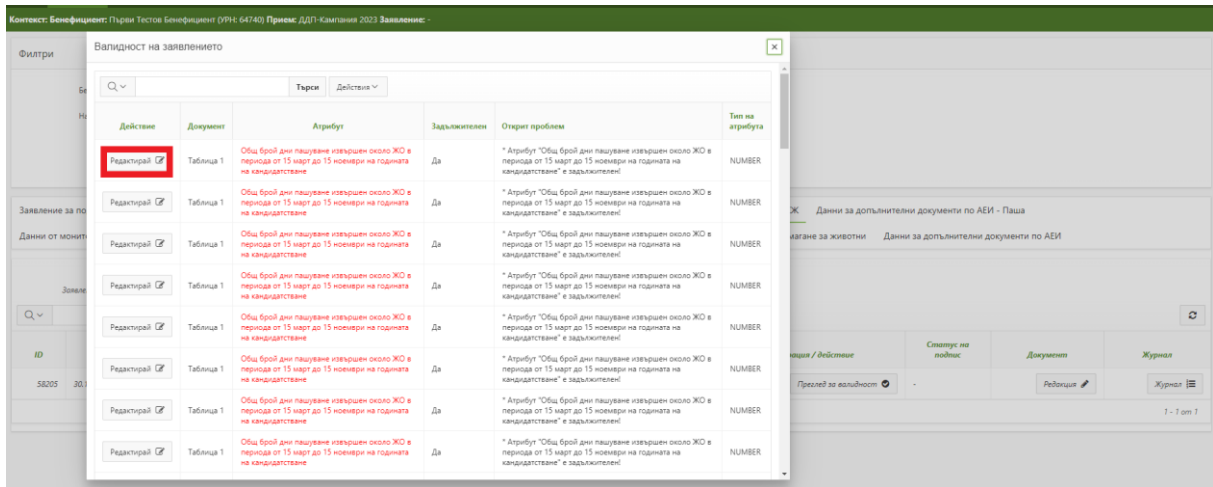 Контекст: Бенефициент: Първи Тестов Бенефициент (УРН: 64740) Прием: ДДП-Кампания 2023 Заявление: -
Филтри
Валидност на заявлението
Бе
На
Търси
Действия
Действие Документ Атрибут Задължителен Открит проблем Тип на атрибута
Редактирай Таблица 1 Общ брой дни пашуване извършен около ЖО в Да * Атрибут "Общ брой дни пашуване извършен около ЖО в NUMBER
периода от 15 март до 15 ноември на годината периода от 15 март до 15 ноември на годината на
на кандидатстване кандидатстване" е задължителен!
Редактирай Таблица 1 Общ брой дни пашуване извършен около ЖО в Да * Атрибут "Общ брой дни пашуване извършен около ЖО в NUMBER
периода от 15 март до 15 ноември на годината периода от 15 март до 15 ноември на годината на
на кандидатстване кандидатстване" е задължителен!
Редактирай Таблица 1 Общ брой дни пашуване извършен около ЖО в Да * Атрибут "Общ брой дни пашуване извършен около ЖО в NUMBER
периода от 15 март до 15 ноември на годината периода от 15 март до 15 ноември на годината на
на кандидатстване кандидатстване" е задължителен!
Редактирай Таблица 1 Общ брой дни пашуване извършен около ЖО в Да * Атрибут "Общ брой дни пашуване извършен около ЖО в NUMBER
периода от 15 март до 15 ноември на годината периода от 15 март до 15 ноември на годината на
на кандидатстване кандидатстване" е задължителен!
Редактирай Таблица 1 Общ брой дни пашуване извършен около ЖО в Да * Атрибут "Общ брой дни пашуване извършен около ЖО в NUMBER
периода от 15 март до 15 ноември на годината периода от 15 март до 15 ноември на годината на
на кандидатстване кандидатстване" е задължителен!
Редактирай Таблица 1 Общ брой дни пашуване извършен около ЖО в Да * Атрибут "Общ брой дни пашуване извършен около ЖО в NUMBER
периода от 15 март до 15 ноември на годината периода от 15 март до 15 ноември на годината на
на кандидатстване кандидатстване" е задължителен!
Редактирай Таблица 1 Общ брой дни пашуване извършен около ЖО в Да * Атрибут "Общ брой дни пашуване извършен около ЖО в NUMBER
периода от 15 март до 15 ноември на годината периода от 15 март до 15 ноември на годината на
на кандидатстване кандидатстване" е задължителен!
Редактирай Таблица 1 Общ брой дни пашуване извършен около ЖО в Да * Атрибут "Общ брой дни пашуване извършен около ЖО в NUMBER
периода от 15 март до 15 ноември на годината периода от 15 март до 15 ноември на годината на
на кандидатстване кандидатстване" е задължителен!
Заявление за по Ж Данни за допълнителни документи по АЕИ - Паша
Данни от монит магане за животни Данни за допълнителни документи по АЕИ
Заявле
ID ация / действие Статус на подпис Документ Журнал
58205 30. Преглед за валидност - Редакция Журнал
1 - 1 от 1